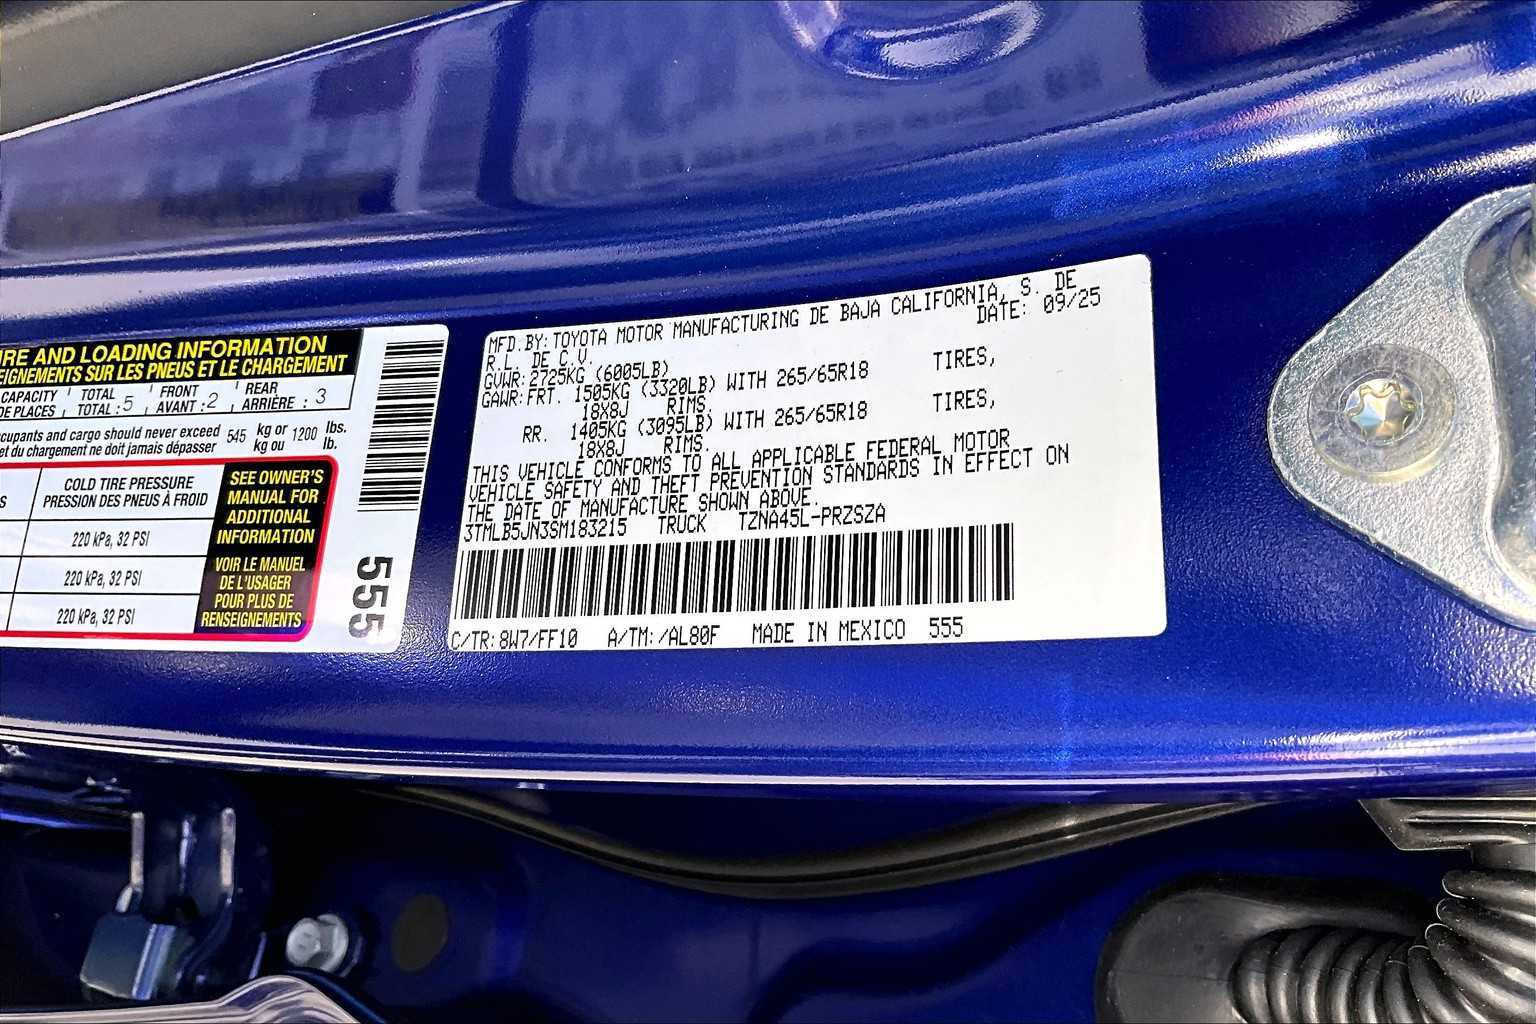 IRE AND LOADING INFORMATION
EIGNEMENTS SUR LES PNEUS ET LE CHARGEMENT
CAPACITY TOTAL FRONT REAR
DE PLACES TOTAL : 5 AVANT : 2 ARRIÈRE : 3
ccupants and cargo should never exceed 545 kg or 1200 lbs.
et du chargement ne doit jamais dépasser kg ou lb.
S COLD TIRE PRESSURE
PRESSION DES PNEUS À FROID
220 kPa, 32 PSI
220 kPa, 32 PSI
220 kPa, 32 PSI
SEE OWNER'S
MANUAL FOR
ADDITIONAL
INFORMATION
VOIR LE MANUEL
DE L'USAGER
POUR PLUS DE
RENSEIGNEMENTS
555
MFD. BY: TOYOTA MOTOR MANUFACTURING DE BAJA CALIFORNIA, S. DE
R.L. DE C.V. DATE: 09/25
GVWR: 2725KG (6005LB)
GAWR: FRT. 1505KG (3320LB) WITH 265/65R18 TIRES,
18X8J RIMS,
RR. 1405KG (3095LB) WITH 265/65R18 TIRES,
18X8J RIMS.
THIS VEHICLE CONFORMS TO ALL APPLICABLE FEDERAL MOTOR
VEHICLE SAFETY AND THEFT PREVENTION STANDARDS IN EFFECT ON
THE DATE OF MANUFACTURE SHOWN ABOVE.
3TMLB5JN3SM183215 TRUCK TZNA45L-PRZSZA
C/TR: 8W7/FF10 A/TM: /AL80F MADE IN MEXICO 555